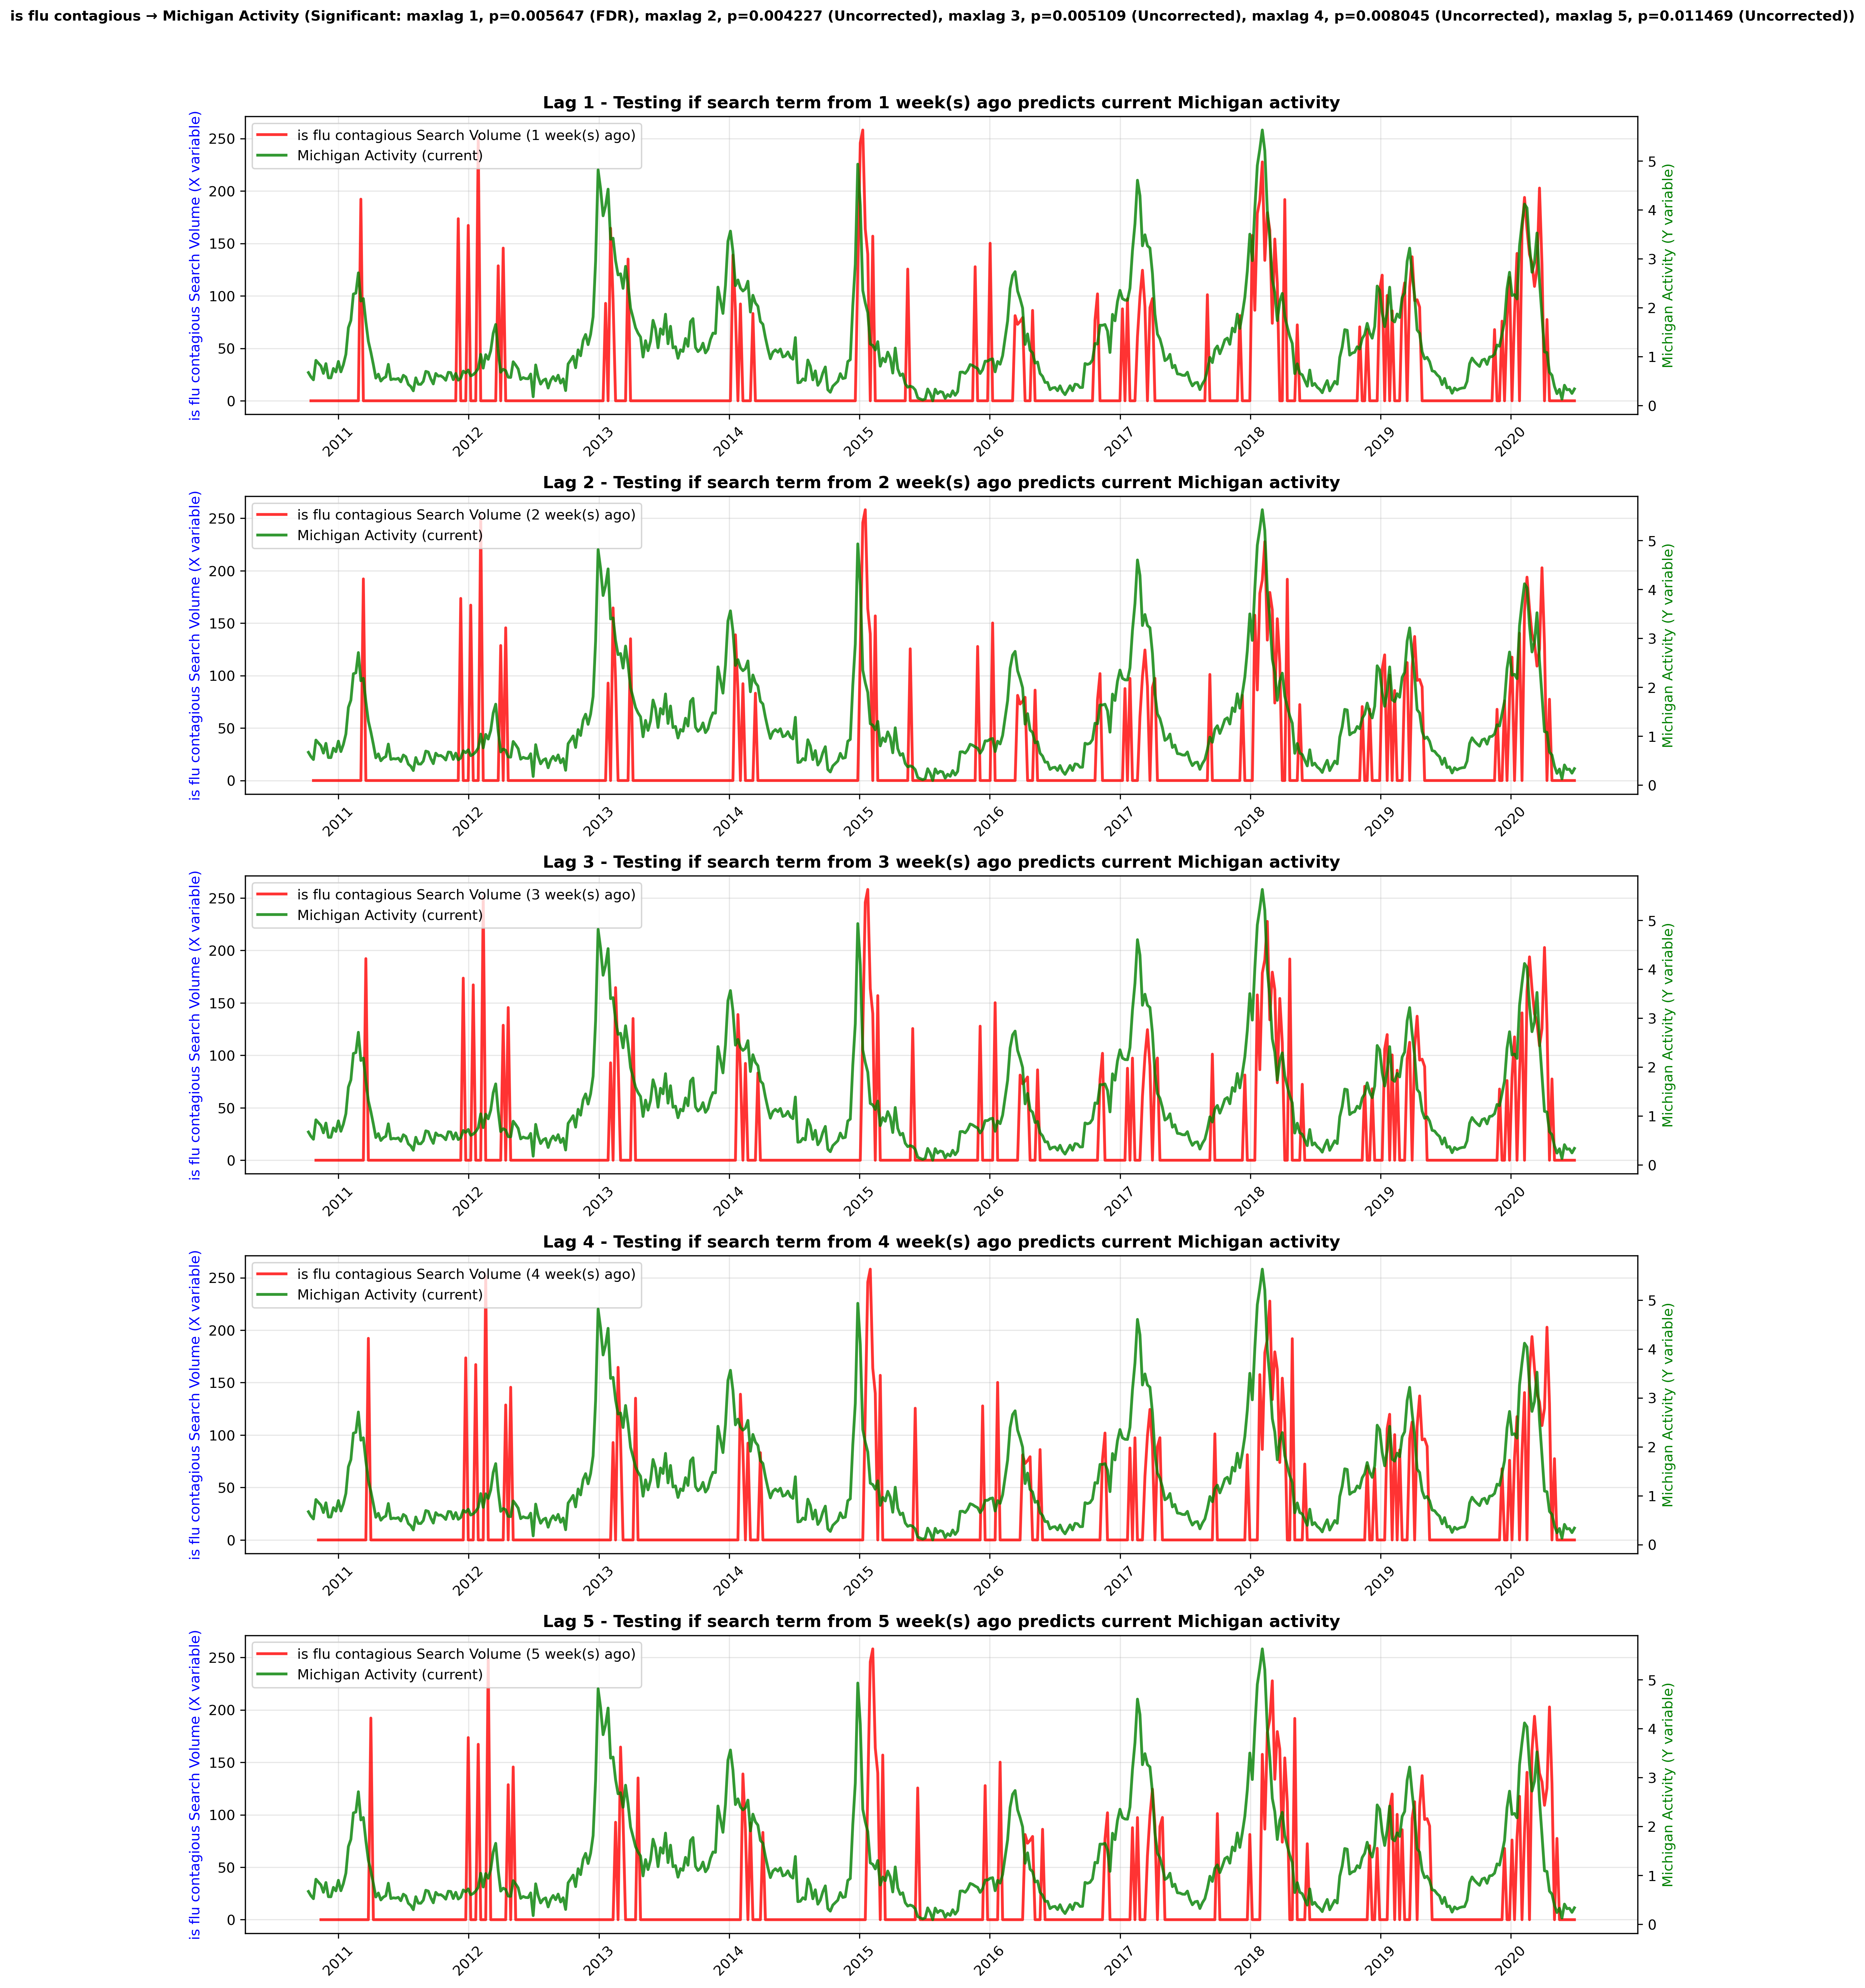 is flu contagious → Michigan Activity (Significant: maxlag 1, p=0.005647 (FDR), maxlag 2, p=0.004227 (Uncorrected), maxlag 3, p=0.005109 (Uncorrected), maxlag 4, p=0.008045 (Uncorrected), maxlag 5, p=0.011469 (Uncorrected))
Lag 1 - Testing if search term from 1 week(s) ago predicts current Michigan activity
is flu contagious Search Volume (X variable)
250
200
150
100
50
0
is flu contagious Search Volume (1 week(s) ago)
Michigan Activity (current)
5
4
3
2
1
0
Michigan Activity (Y variable)
2011 2012 2013 2014 2015 2016 2017 2018 2019 2020
Lag 2 - Testing if search term from 2 week(s) ago predicts current Michigan activity
is flu contagious Search Volume (X variable)
250
200
150
100
50
0
is flu contagious Search Volume (2 week(s) ago)
Michigan Activity (current)
5
4
3
2
1
0
Michigan Activity (Y variable)
2011 2012 2013 2014 2015 2016 2017 2018 2019 2020
Lag 3 - Testing if search term from 3 week(s) ago predicts current Michigan activity
is flu contagious Search Volume (X variable)
250
200
150
100
50
0
is flu contagious Search Volume (3 week(s) ago)
Michigan Activity (current)
5
4
3
2
1
0
Michigan Activity (Y variable)
2011 2012 2013 2014 2015 2016 2017 2018 2019 2020
Lag 4 - Testing if search term from 4 week(s) ago predicts current Michigan activity
is flu contagious Search Volume (X variable)
250
200
150
100
50
0
is flu contagious Search Volume (4 week(s) ago)
Michigan Activity (current)
5
4
3
2
1
0
Michigan Activity (Y variable)
2011 2012 2013 2014 2015 2016 2017 2018 2019 2020
Lag 5 - Testing if search term from 5 week(s) ago predicts current Michigan activity
is flu contagious Search Volume (X variable)
250
200
150
100
50
0
is flu contagious Search Volume (5 week(s) ago)
Michigan Activity (current)
5
4
3
2
1
0
Michigan Activity (Y variable)
2011 2012 2013 2014 2015 2016 2017 2018 2019 2020